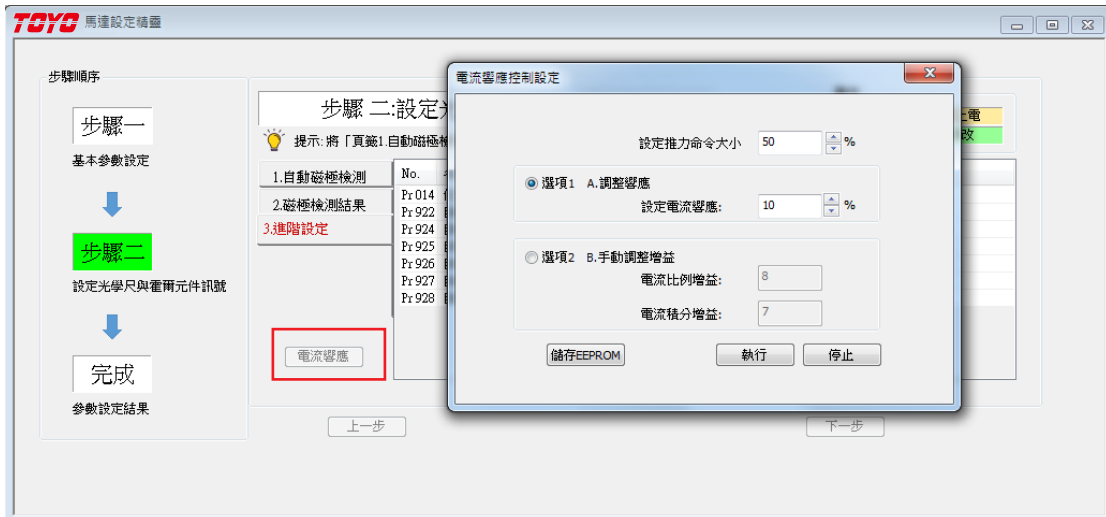 TOYO 馬達設定精靈
步驟順序
步驟一
基本參數設定
步驟二
設定光學尺與霍爾元件訊號
完成
參數設定結果
步驟 二:設定
提示: 將「頁籤1.自動磁極檢
1.自動磁極檢測
2.磁極檢測結果
3.進階設定
電流響應
No.
Pr 014
Pr 922
Pr 924
Pr 925
Pr 926
Pr 927
Pr 928
上一步
下一步
電
改
電流響應控制設定
設定推力命令大小 50 %
選項1 A.調整響應
設定電流響應: 10 %
選項2 B.手動調整增益
電流比例增益: 8
電流積分增益: 7
儲存EEPROM 執行 停止